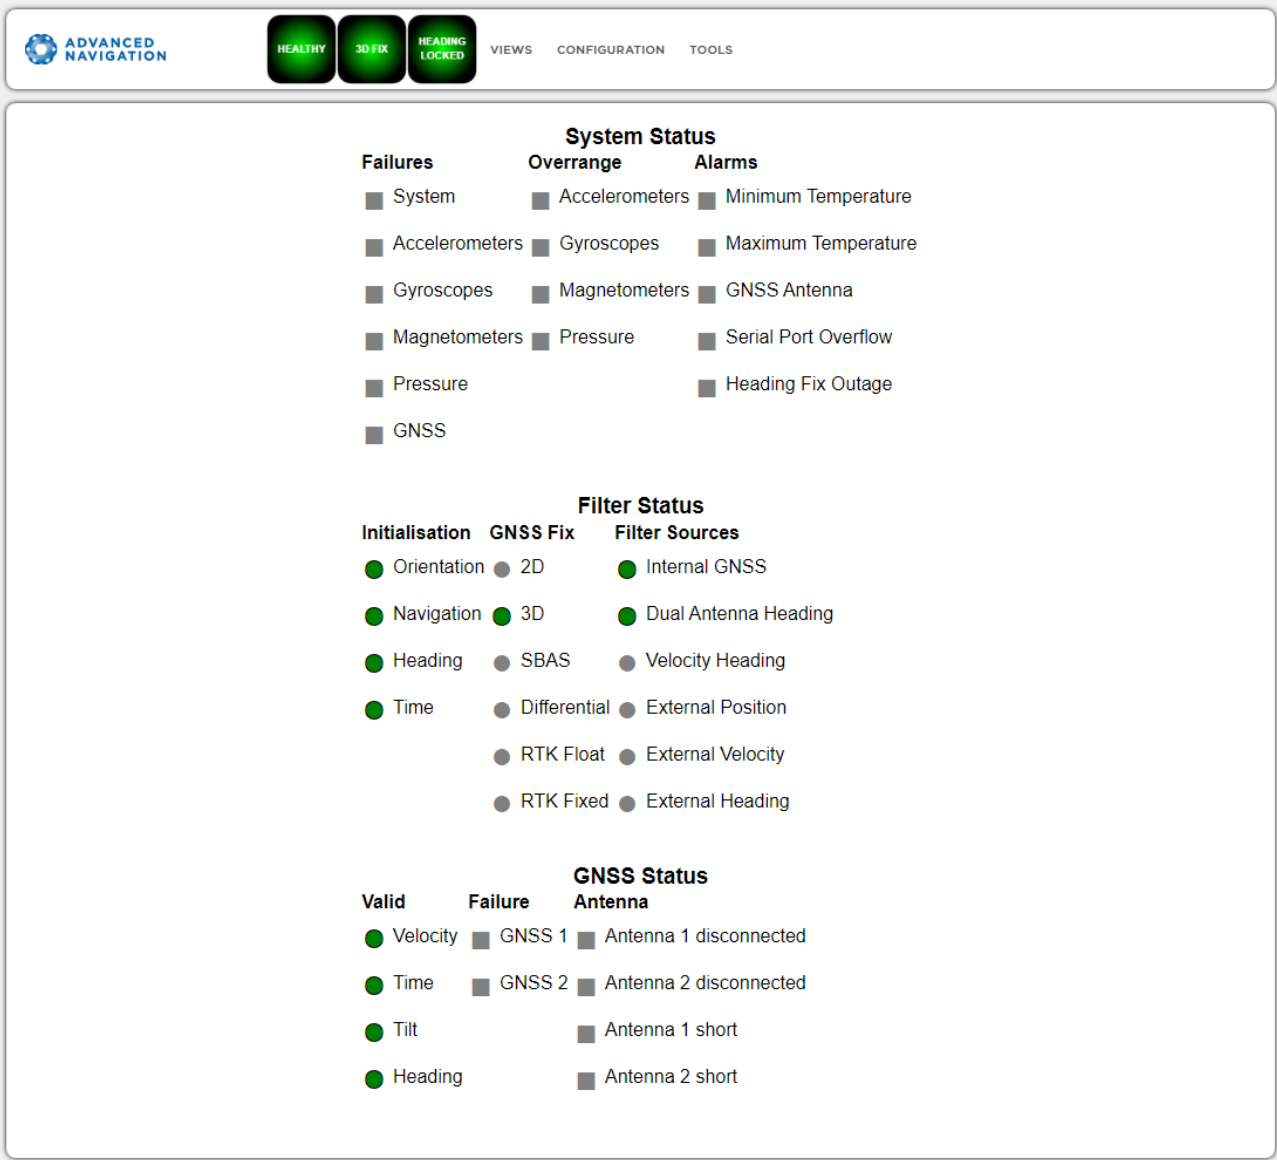 ADVANCED
NAVIGATION
HEALTHY
3D FIX
HEADING
LOCKED
VIEWS
CONFIGURATION
TOOLS
System Status
Failures Overrange Alarms
System Accelerometers Minimum Temperature
Accelerometers Gyroscopes Maximum Temperature
Gyroscopes Magnetometers GNSS Antenna
Magnetometers Pressure Serial Port Overflow
Pressure Heading Fix Outage
GNSS
Filter Status
Initialisation GNSS Fix Filter Sources
Orientation 2D Internal GNSS
Navigation 3D Dual Antenna Heading
Heading SBAS Velocity Heading
Time Differential External Position
RTK Float External Velocity
RTK Fixed External Heading
GNSS Status
Valid Failure Antenna
Velocity GNSS 1 Antenna 1 disconnected
Time GNSS 2 Antenna 2 disconnected
Tilt Antenna 1 short
Heading Antenna 2 short